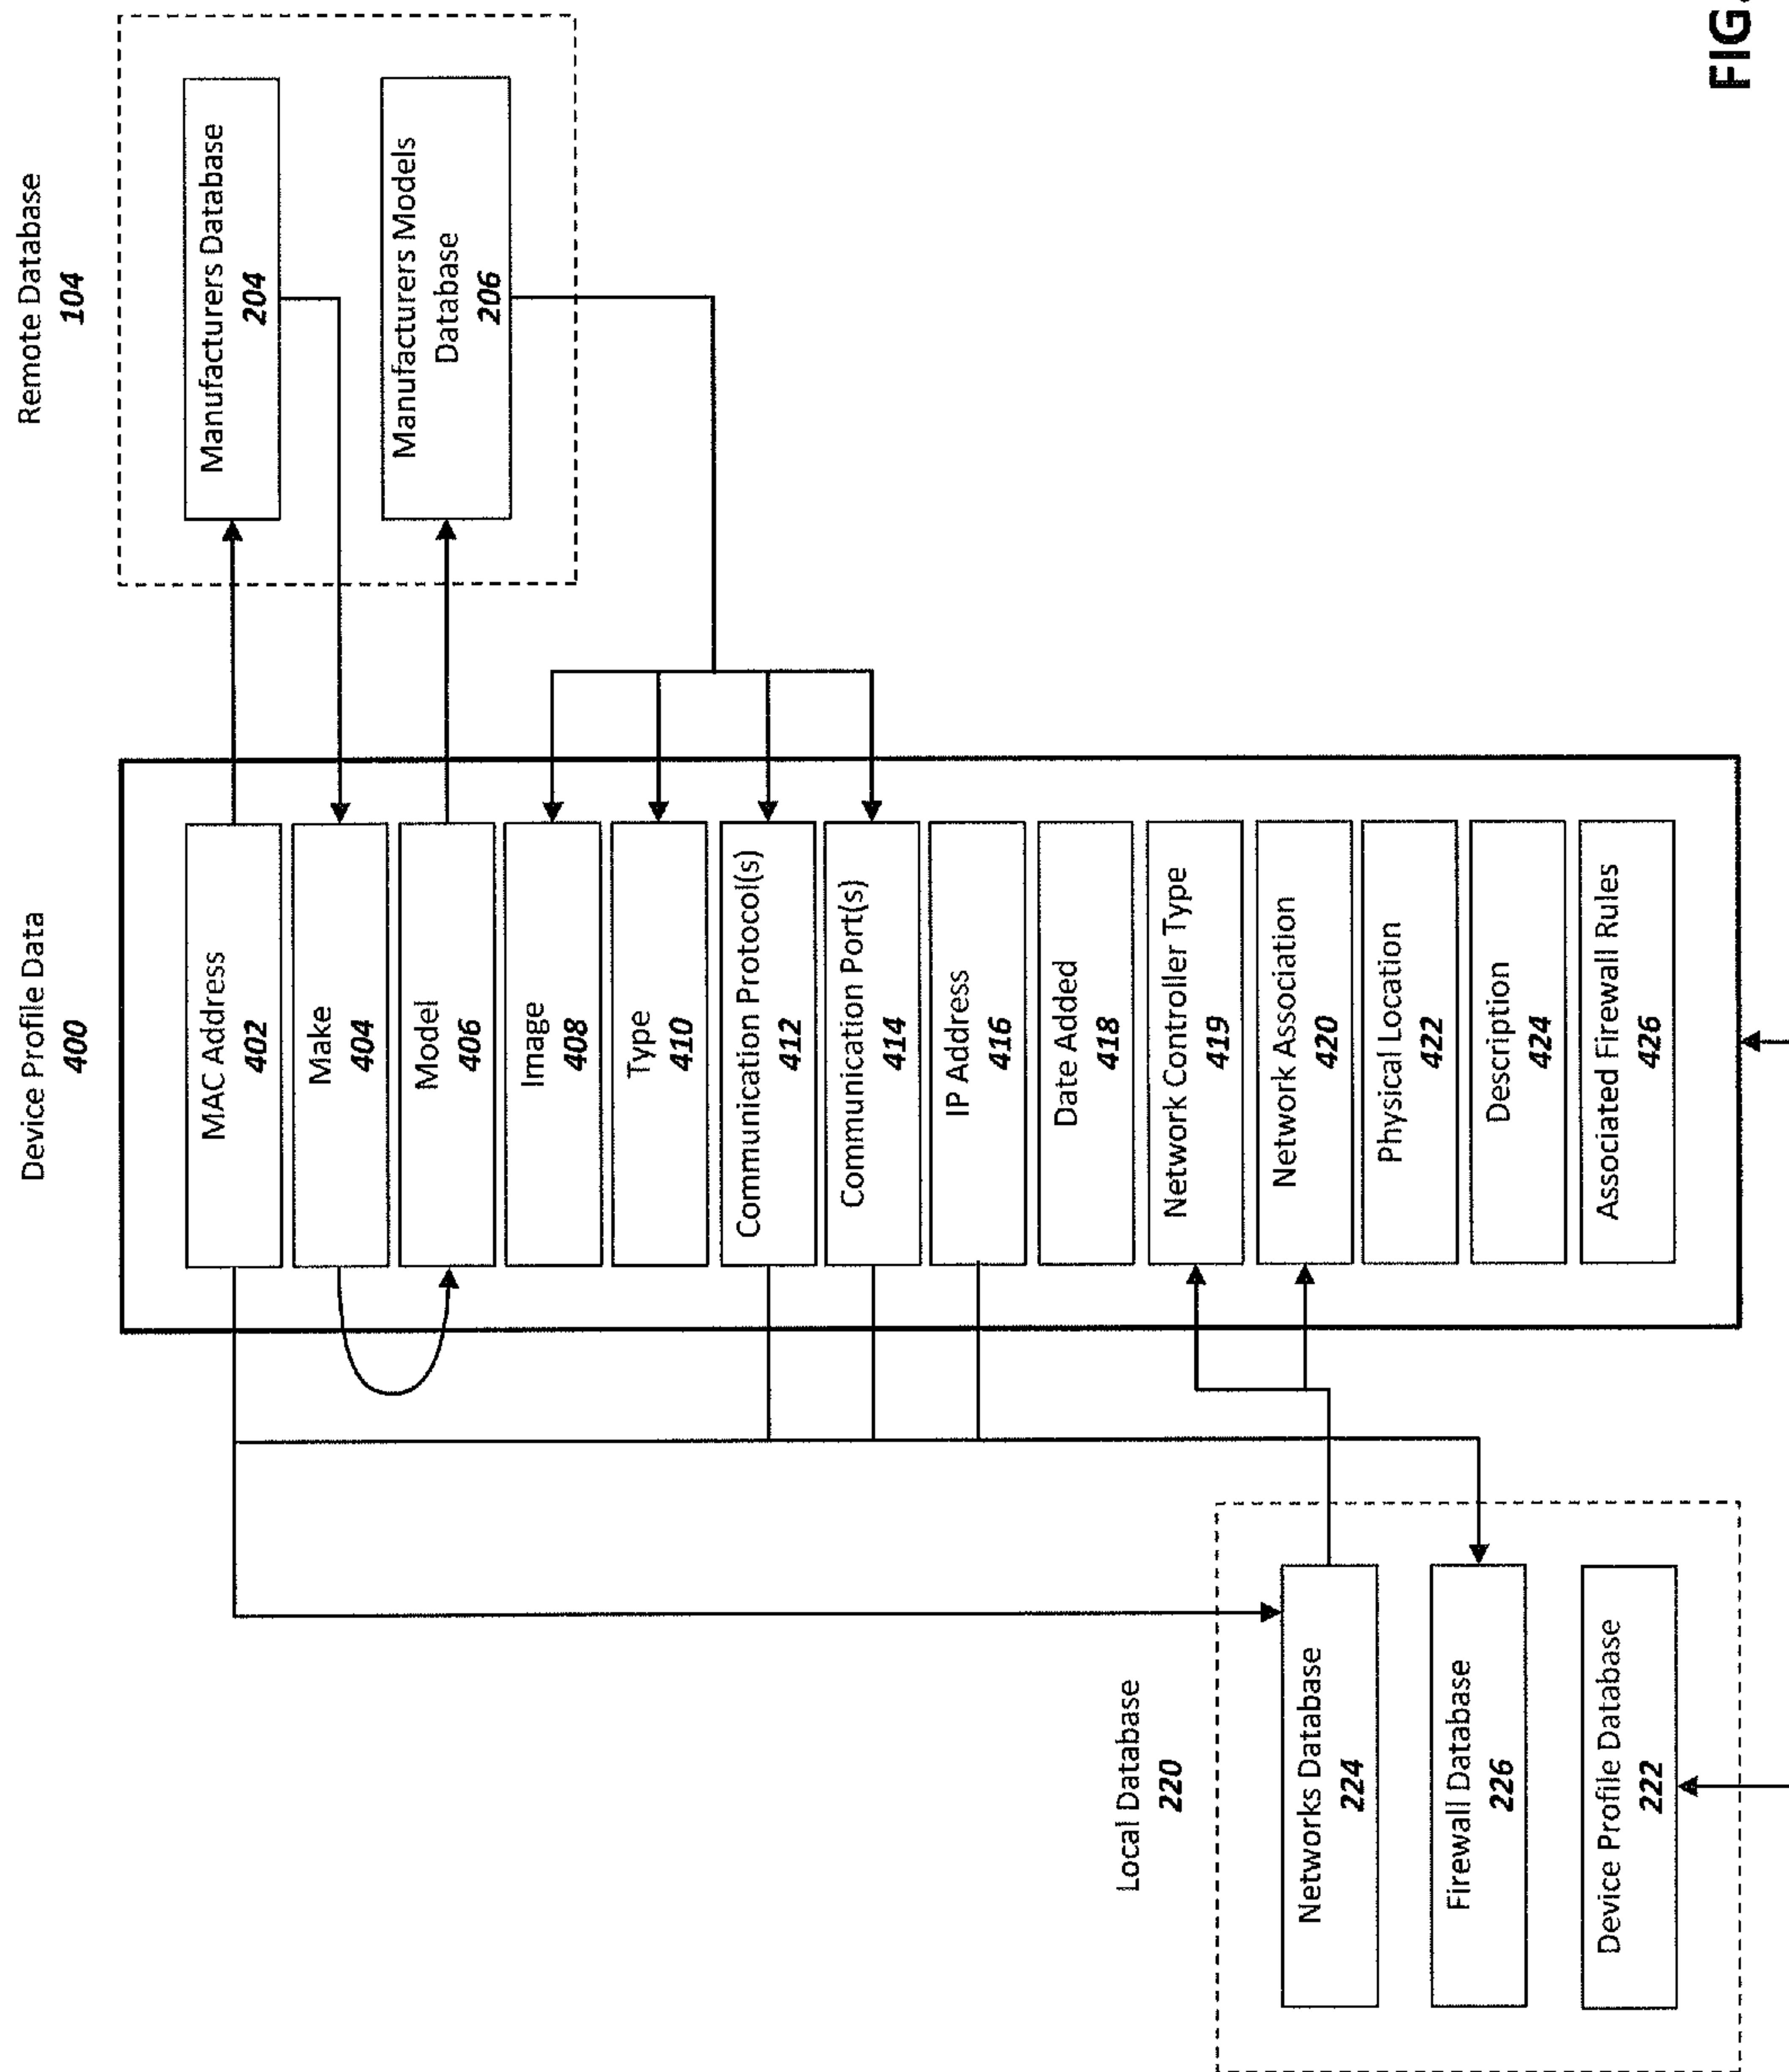 Local Database
220
Networks Database
224
Firewall Database
226
Device Profile Database
222
Device Profile Data
400
MAC Address
402
Make
404
Model
406
Image
408
Type
410
Communication Protocol(s)
412
Communication Port(s)
414
IP Address
416
Date Added
418
Network Controller Type
419
Network Association
420
Physical Location
422
Description
424
Associated Firewall Rules
426
Remote Database
104
Manufacturers Database
204
Manufacturers Models
Database
206
FIG.